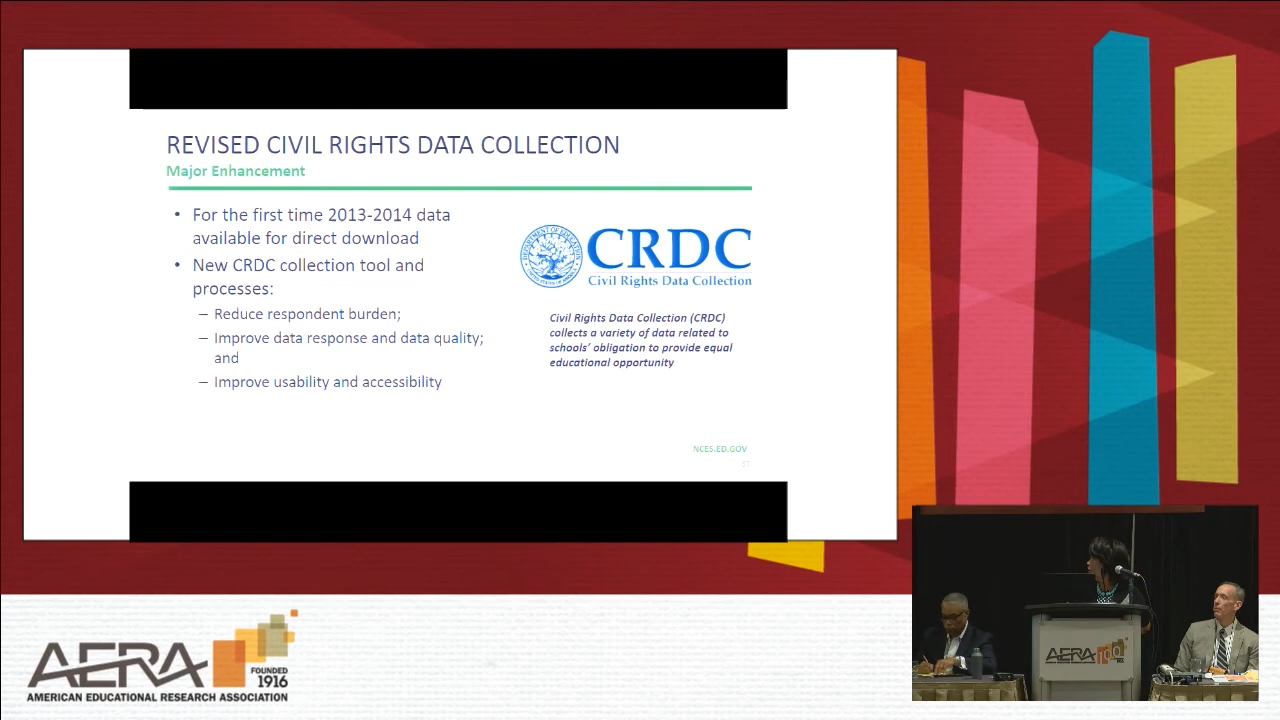 REVISED CIVIL RIGHTS DATA COLLECTION
Major Enhancement
• For the first time 2013-2014 data
available for direct download
• New CRDC collection tool and
processes:
– Reduce respondent burden;
– Improve data response and data quality;
and
– Improve usability and accessibility
CRDC
Civil Rights Data Collection
Civil Rights Data Collection (CRDC)
collects a variety of data related to
schools’ obligation to provide equal
educational opportunity
NCES.ED.GOV
37
AERA
FOUNDED
1916
AMERICAN EDUCATIONAL RESEARCH ASSOCIATION
AERA